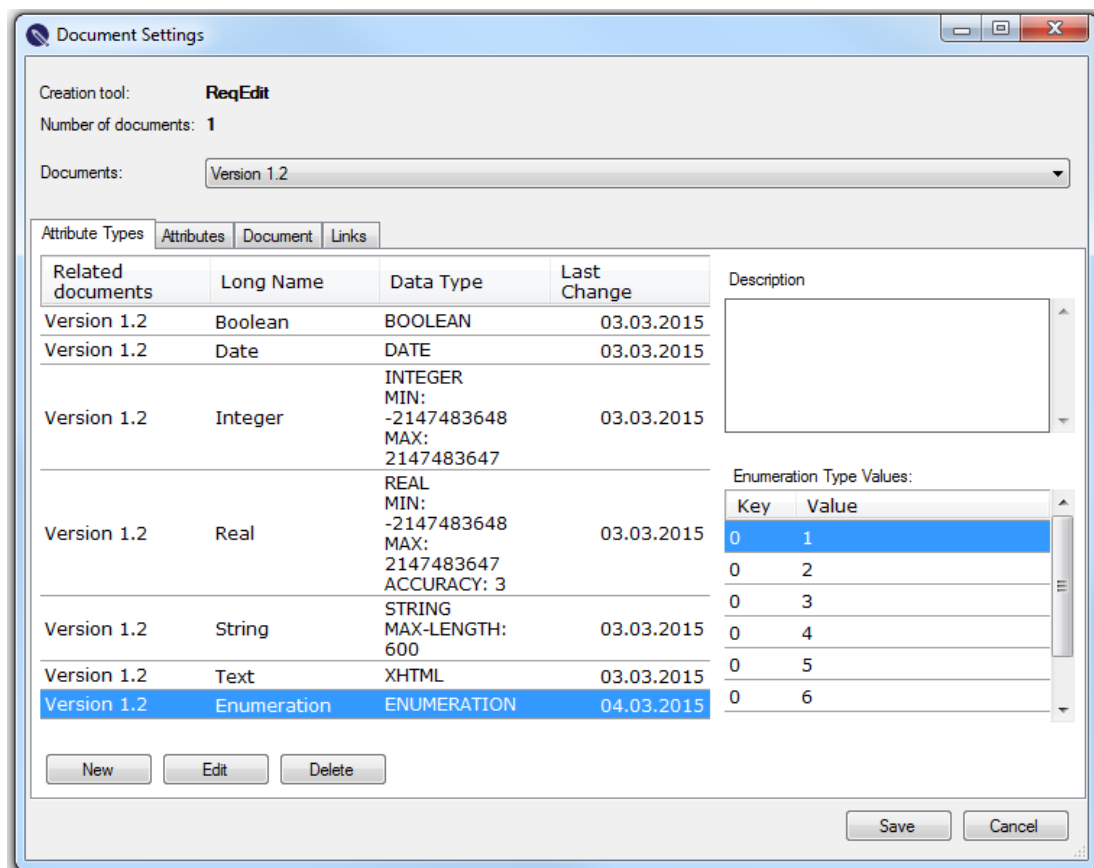 Document Settings
Creation tool: ReqEdit
Number of documents: 1
Documents: Version 1.2
Attribute Types Attributes Document Links
Related documents Long Name Data Type Last Change
Version 1.2 Boolean BOOLEAN 03.03.2015
Version 1.2 Date DATE 03.03.2015
Version 1.2 Integer INTEGER MIN: -2147483648 MAX: 2147483647 03.03.2015
Version 1.2 Real REAL MIN: -2147483648 MAX: 2147483647 ACCURACY: 3 03.03.2015
Version 1.2 String STRING MAX-LENGTH: 600 03.03.2015
Version 1.2 Text XHTML 03.03.2015
Version 1.2 Enumeration ENUMERATION 04.03.2015
Description
Enumeration Type Values:
Key Value
0 1
0 2
0 3
0 4
0 5
0 6
New Edit Delete
Save Cancel